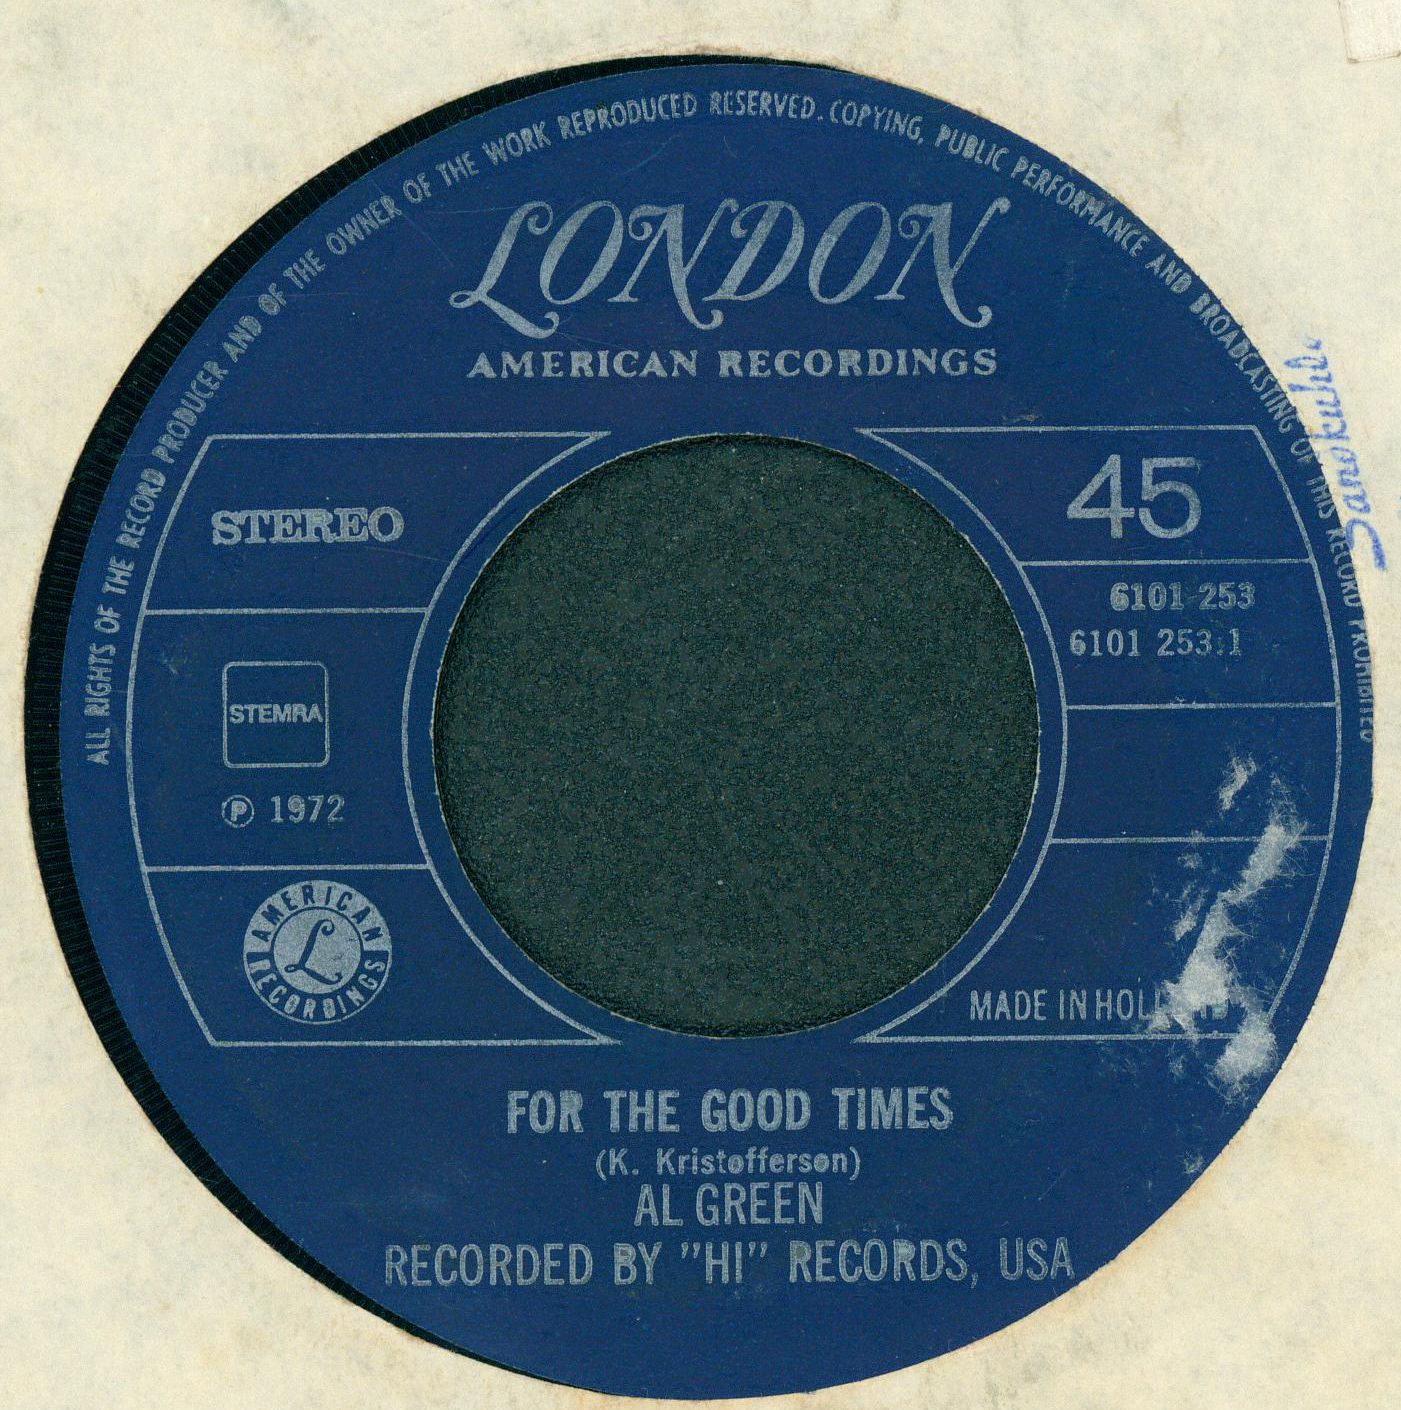 ALL RIGHTS OF THE RECORD PRODUCER AND OF THE OWNER OF THE WORK REPRODUCED RESERVED. COPYING, PUBLIC PERFORMANCE AND BROADCASTING OF THIS RECORD PROHIBITED
LONDON
AMERICAN RECORDINGS
STEREO
45
6101-253
6101 253.1
STEMRA
Ⓟ 1972
AMERICAN RECORDINGS
L
MADE IN HOLLAND
FOR THE GOOD TIMES
(K. Kristofferson)
AL GREEN
RECORDED BY "HI" RECORDS, USA